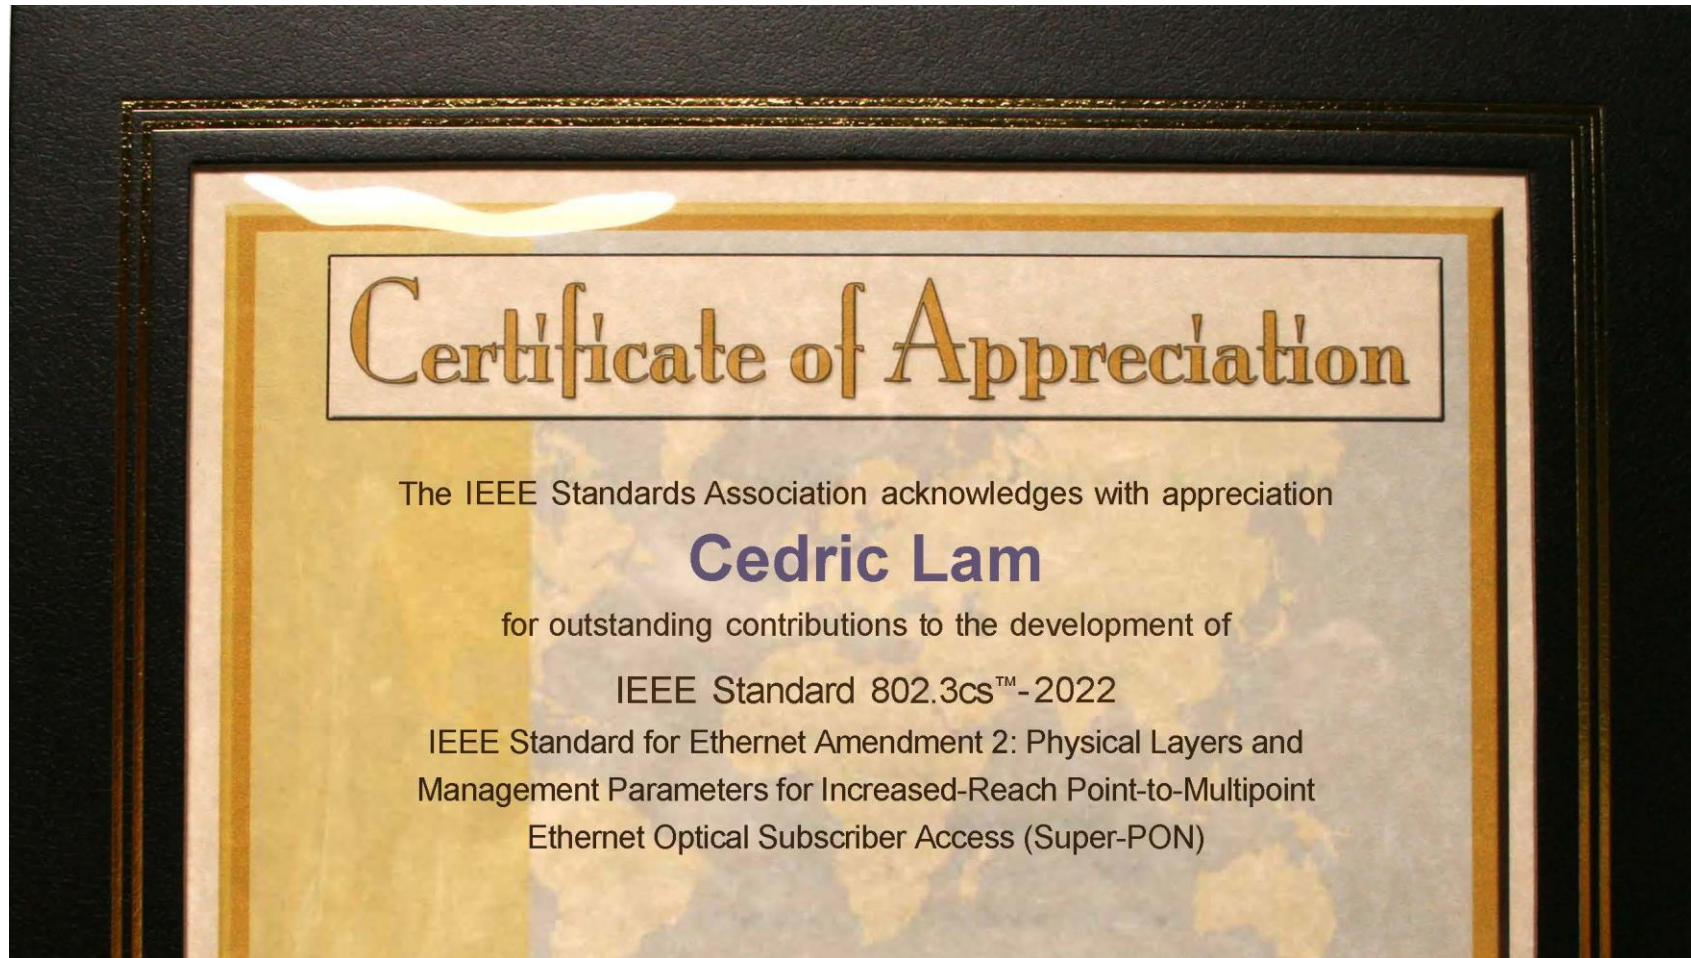 Certificate of Appreciation
The IEEE Standards Association acknowledges with appreciation
Cedric Lam
for outstanding contributions to the development of
IEEE Standard 802.3cs™-2022
IEEE Standard for Ethernet Amendment 2: Physical Layers and
Management Parameters for Increased-Reach Point-to-Multipoint
Ethernet Optical Subscriber Access (Super-PON)